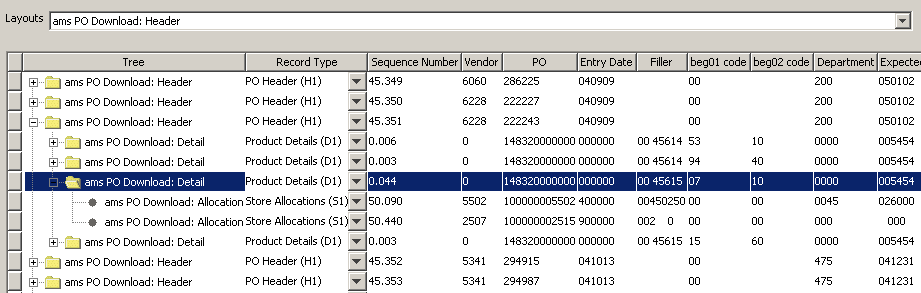 Layouts ams PO Download: Header
Tree Record Type Sequence Number Vendor PO Entry Date Filler beg01 code beg02 code Department Expected
ams PO Download: Header PO Header (H1) 45.349 6060 286225 040909 00 200 050102
ams PO Download: Header PO Header (H1) 45.350 6228 222227 040909 00 200 050102
ams PO Download: Header PO Header (H1) 45.351 6228 222243 040909 00 200 050102
ams PO Download: Detail Product Details (D1) 0.006 0 148320000000 000000 00 45614 53 10 0000 005454
ams PO Download: Detail Product Details (D1) 0.003 0 148320000000 000000 00 45614 94 40 0000 005454
ams PO Download: Detail Product Details (D1) 0.044 0 148320000000 000000 00 45615 07 10 0000 005454
ams PO Download: Allocation Store Allocations (S1) 50.090 5502 100000005502 400000 00450250 00 00 0045 026000
ams PO Download: Allocation Store Allocations (S1) 50.440 2507 100000002515 900000 002 0 00 00 000 000
ams PO Download: Detail Product Details (D1) 0.003 0 148320000000 000000 00 45615 15 60 0000 005454
ams PO Download: Header PO Header (H1) 45.352 5341 294915 041013 00 475 041231
ams PO Download: Header PO Header (H1) 45.353 5341 294987 041013 00 475 041231